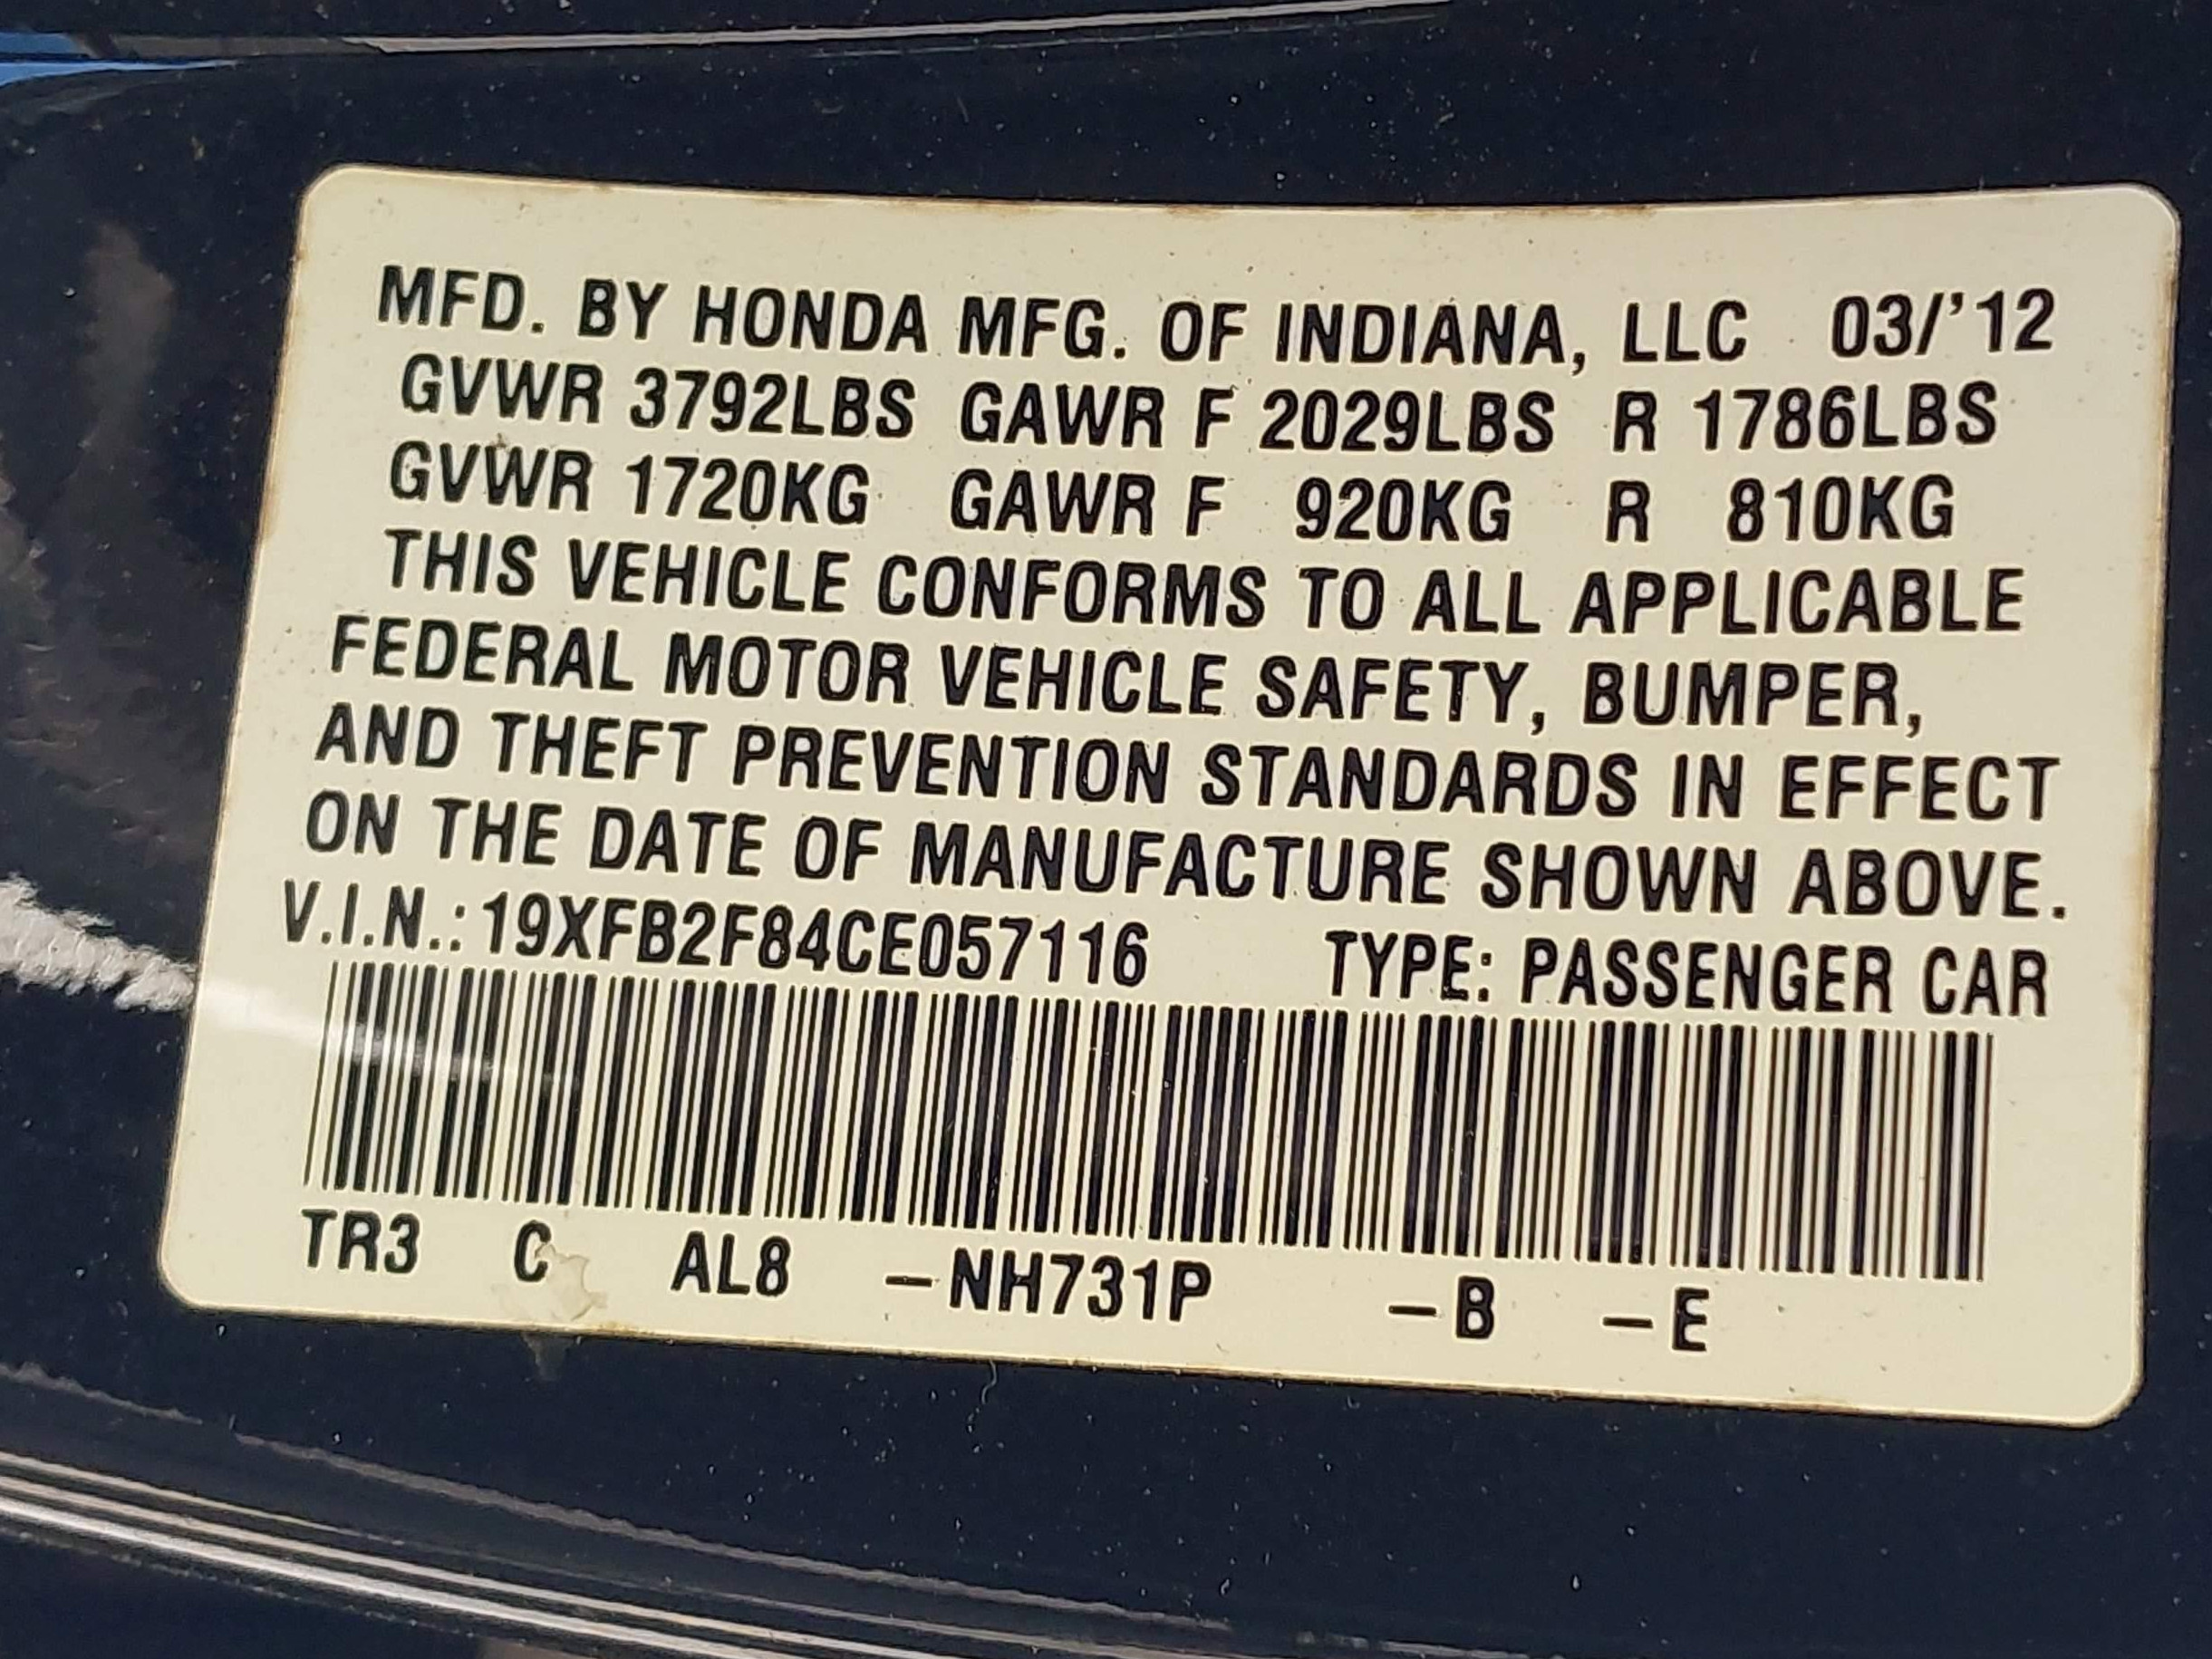 MFD. BY HONDA MFG. OF INDIANA, LLC 03/'12
GVWR 3792LBS GAWR F 2029LBS R 1786LBS
GVWR 1720KG GAWR F 920KG R 810KG
THIS VEHICLE CONFORMS TO ALL APPLICABLE
FEDERAL MOTOR VEHICLE SAFETY, BUMPER,
AND THEFT PREVENTION STANDARDS IN EFFECT
ON THE DATE OF MANUFACTURE SHOWN ABOVE.
V.I.N.: 19XFB2F84CE057116 TYPE: PASSENGER CAR
TR3 C AL8 –NH731P –B –E